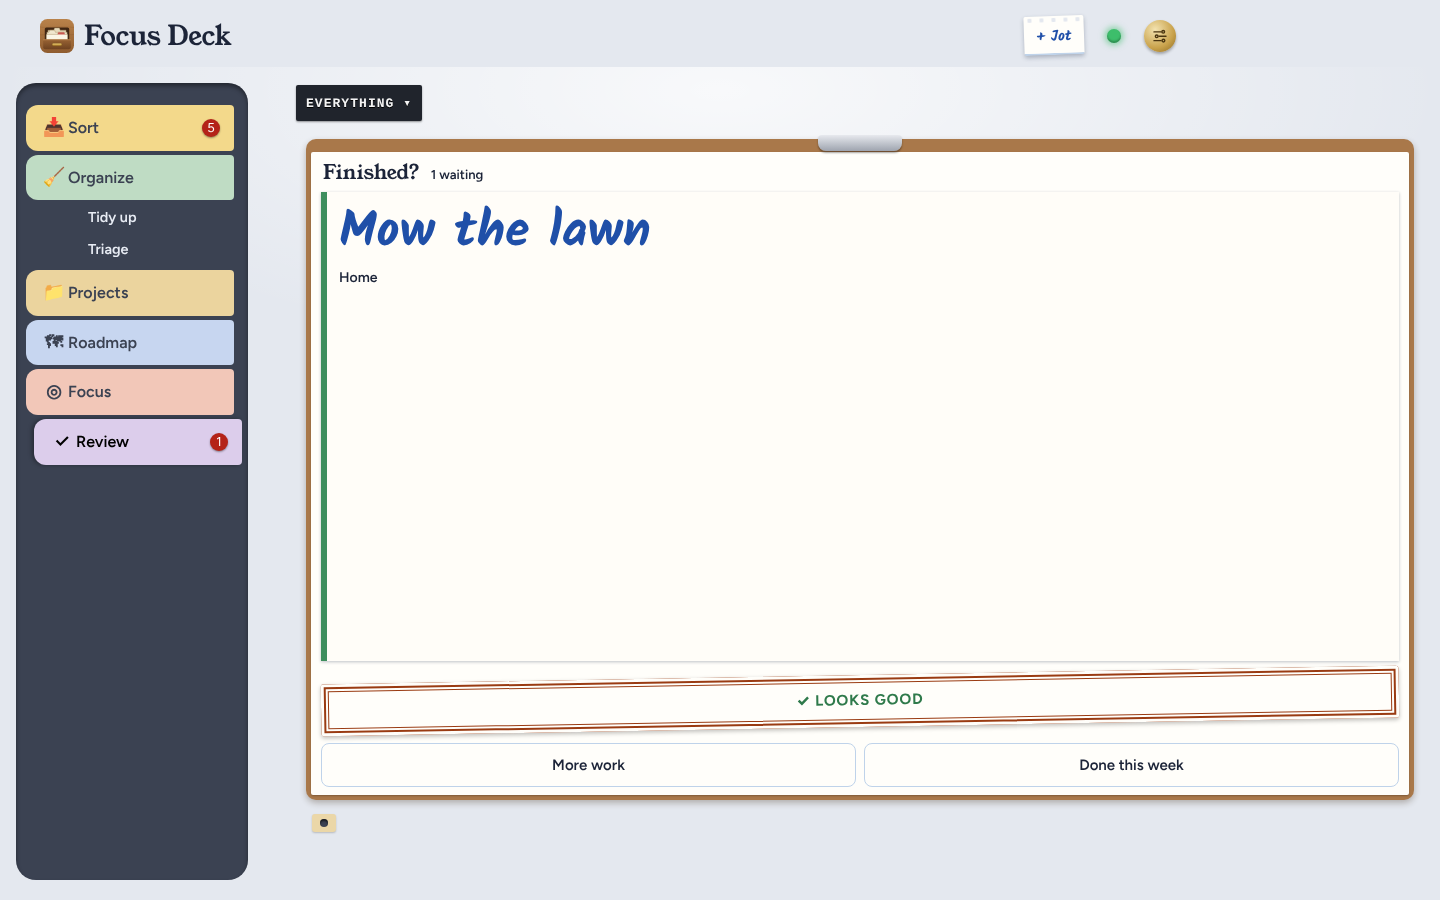 Focus Deck
+ Jot
EVERYTHING ▾
Sort 5
Organize
Tidy up
Triage
Projects
Roadmap
Focus
✓ Review 1
Finished? 1 waiting
Mow the lawn
Home
✓ LOOKS GOOD
More work
Done this week